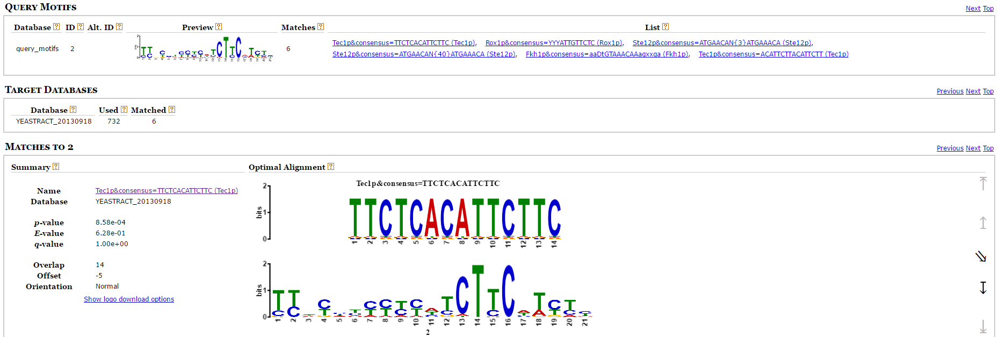 Query Motifs
Next Top
Database ? ID ? Alt. ID ? Preview ? Matches ? List ?
query_motifs 2 6
Tec1p&consensus=TTCTCACATTCTTC (Tec1p), Rox1p&consensus=YYYATTGTTCTC (Rox1p), Ste12p&consensus=ATGAACAN{3}ATGAAACA (Ste12p),
Ste12p&consensus=ATGAACAN{40}ATGAAACA (Ste12p), Fkh1p&consensus=aaDtGTAAACAAagxxga (Fkh1p), Tec1p&consensus=ACATTCTTACATTCTT (Tec1p)
Target Databases
Previous Next Top
Database ? Used ? Matched ?
YEASTRACT_20130918 732 6
Matches to 2
Previous Next Top
Summary ? Optimal Alignment ?
Name Tec1p&consensus=TTCTCACATTCTTC (Tec1p)
Database YEASTRACT_20130918
p-value 8.58e-04
E-value 6.28e-01
q-value 1.00e+00
Overlap 14
Offset -5
Orientation Normal
Show logo download options
Tec1p&consensus=TTCTCACATTCTTC
2
bits
1
0
TTCTCACATTCTTC
1 2 3 4 5 6 7 8 9 10 11 12 13 14
2
bits
1
0
1 2 3 4 5 6 7 8 9 10 11 12 13 14 15 16 17 18 19 20 21
2